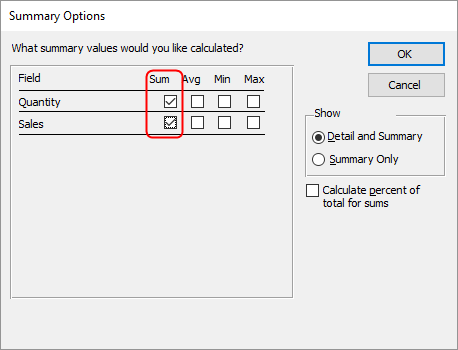 Summary Options
What summary values would you like calculated?
OK
Cancel
Field Sum Avg Min Max
Quantity
Sales
Show
Detail and Summary
Summary Only
Calculate percent of
total for sums